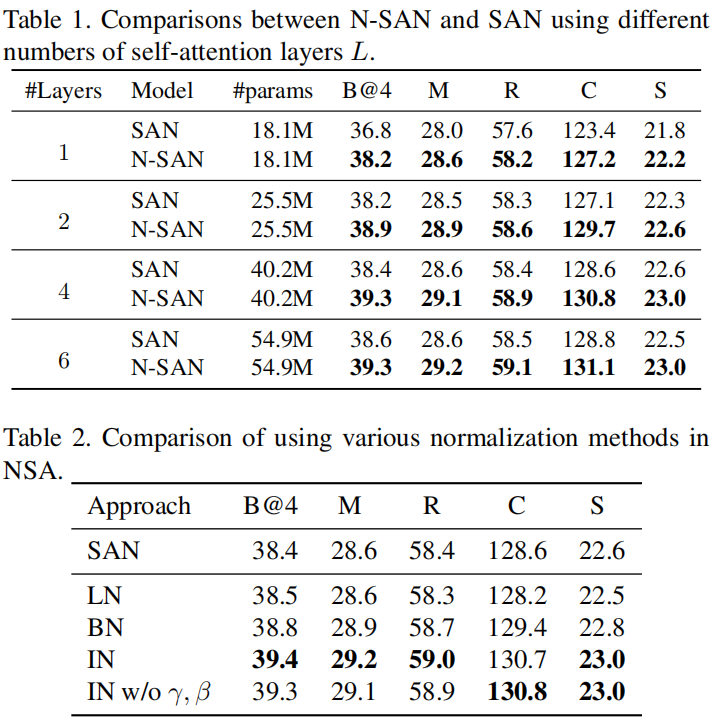 Table 1. Comparisons between N-SAN and SAN using different
numbers of self-attention layers L.
#Layers Model #params B@4 M R C S
1
SAN 18.1M 36.8 28.0 57.6 123.4 21.8
N-SAN 18.1M 38.2 28.6 58.2 127.2 22.2
2
SAN 25.5M 38.2 28.5 58.3 127.1 22.3
N-SAN 25.5M 38.9 28.9 58.6 129.7 22.6
4
SAN 40.2M 38.4 28.6 58.4 128.6 22.6
N-SAN 40.2M 39.3 29.1 58.9 130.8 23.0
6
SAN 54.9M 38.6 28.6 58.5 128.8 22.5
N-SAN 54.9M 39.3 29.2 59.1 131.1 23.0
Table 2. Comparison of using various normalization methods in
NSA.
Approach B@4 M R C S
SAN 38.4 28.6 58.4 128.6 22.6
LN 38.5 28.6 58.3 128.2 22.5
BN 38.8 28.9 58.7 129.4 22.8
IN 39.4 29.2 59.0 130.7 23.0
IN w/o γ, β 39.3 29.1 58.9 130.8 23.0